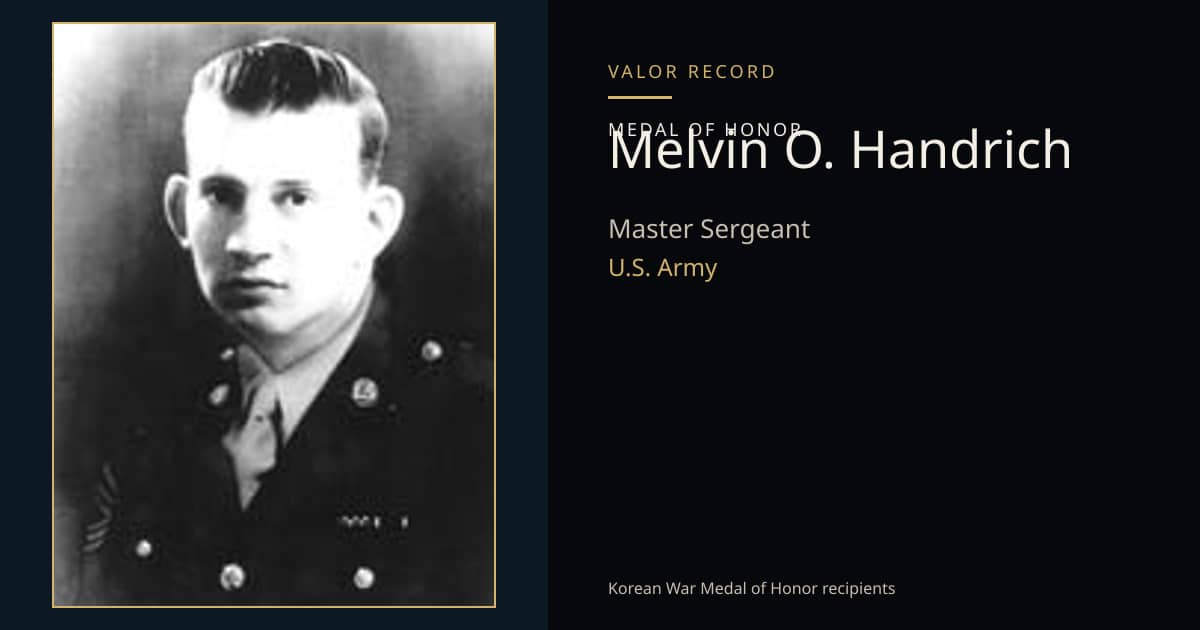 VALOR RECORD
MEDAL OF HONOR
Melvin O. Handrich
Master Sergeant
U.S. Army
Korean War Medal of Honor recipients